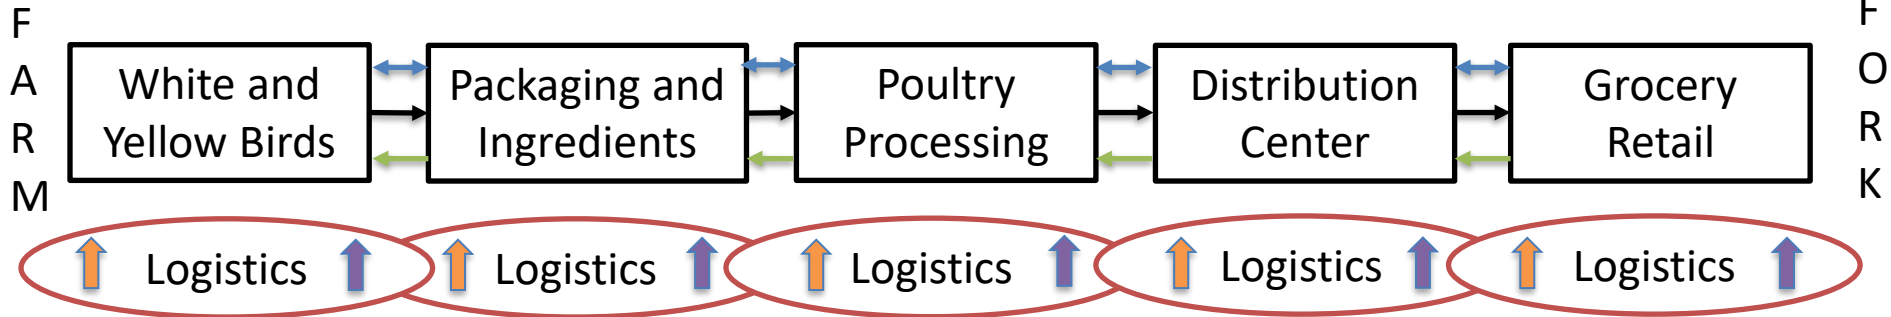 F
A
R
M
White and
Yellow Birds
Packaging and
Ingredients
Poultry
Processing
Distribution
Center
Grocery
Retail
F
O
R
K
Logistics
Logistics
Logistics
Logistics
Logistics